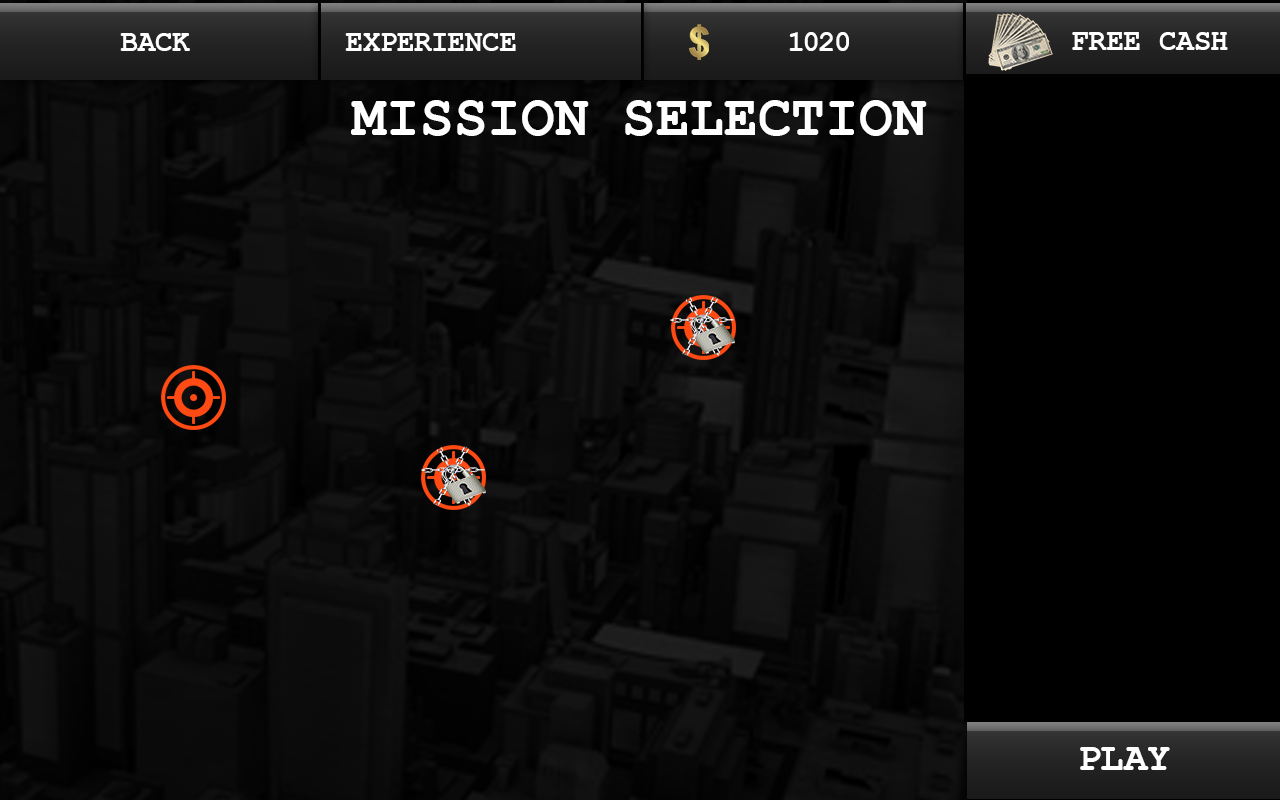 BACK
EXPERIENCE
$ 1020
FREE CASH
MISSION SELECTION
PLAY